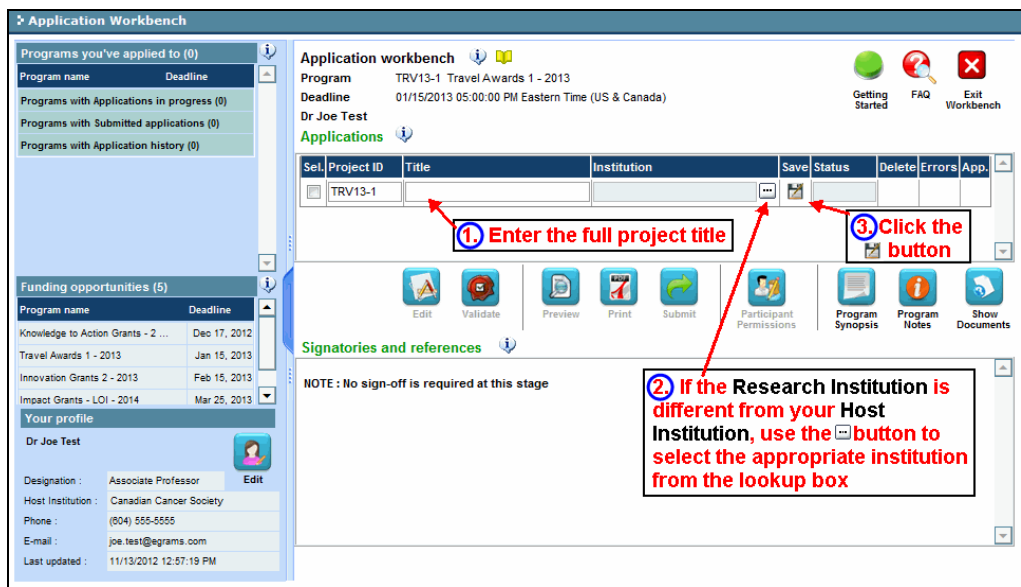 Application Workbench
Programs you've applied to (0)
Program name Deadline
Programs with Applications in progress (0)
Programs with Submitted applications (0)
Programs with Application history (0)
Funding opportunities (5)
Program name Deadline
Knowledge to Action Grants - 2 ... Dec 17, 2012
Travel Awards 1 - 2013 Jan 15, 2013
Innovation Grants 2 - 2013 Feb 15, 2013
Impact Grants - LOI - 2014 Mar 25, 2013
Your profile
Dr Joe Test
Edit
Designation : Associate Professor
Host Institution : Canadian Cancer Society
Phone : (604) 555-5555
E-mail : joe.test@egrams.com
Last updated : 11/13/2012 12:57:19 PM
Application workbench
Program TRV13-1 Travel Awards 1 - 2013
Deadline 01/15/2013 05:00:00 PM Eastern Time (US & Canada)
Dr Joe Test
Getting Started
FAQ
Exit Workbench
Applications
Sel. Project ID Title Institution Save Status Delete Errors App.
TRV13-1
1. Enter the full project title
3. Click the
button
Edit Validate Preview Print Submit Participant Permissions Program Synopsis Program Notes Show Documents
Signatories and references
NOTE : No sign-off is required at this stage
2. If the Research Institution is
different from your Host
Institution, use the ... button to
select the appropriate institution
from the lookup box